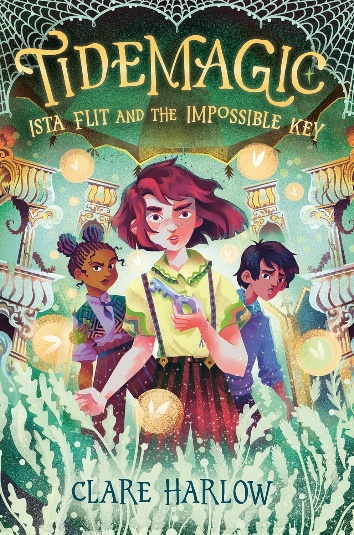 TIDEMAGIC
ISTA FLIT AND THE IMPOSSIBLE KEY
CLARE HARLOW